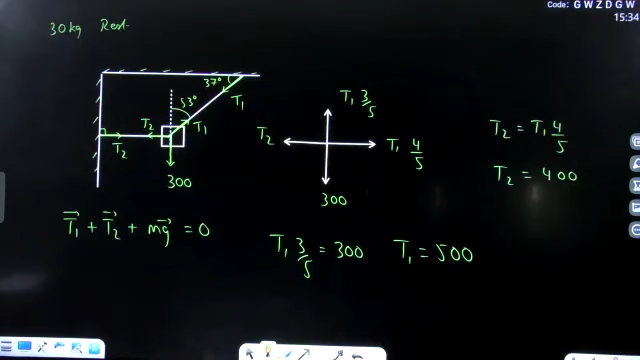 Code: G W Z D G W
15:34
30kg Rest
37°
53°
T₁
T₂
T₁
T₂
300
T₁ 3/5
T₂
T₁ 4/5
300
T₂ = T₁ 4/5
T₂ = 400
T₁ + T₂ + mg = 0
T₁ 3/5 = 300
T₁ = 500